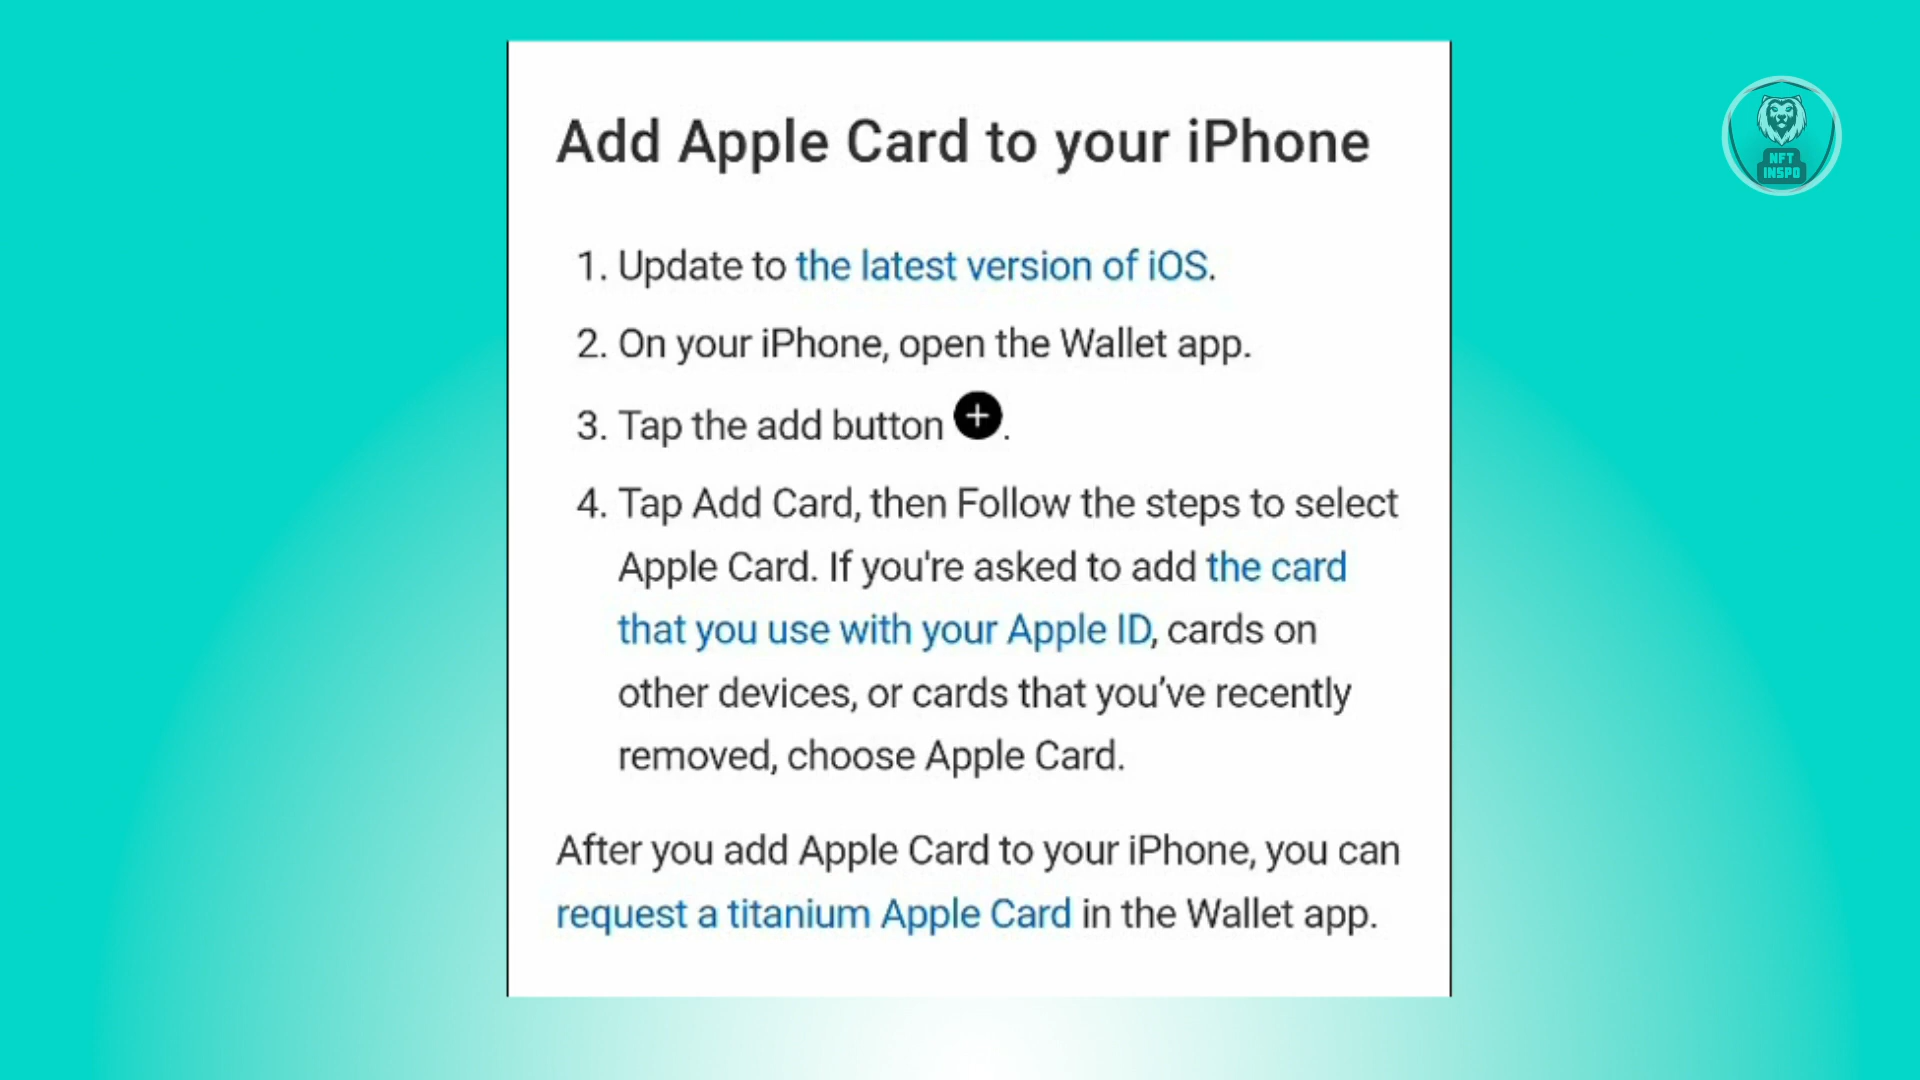 Add Apple Card to your iPhone
NFT
INSPO
1. Update to the latest version of iOS.
2. On your iPhone, open the Wallet app.
3. Tap the add button +.
4. Tap Add Card, then Follow the steps to select
Apple Card. If you're asked to add the card
that you use with your Apple ID, cards on
other devices, or cards that you’ve recently
removed, choose Apple Card.
After you add Apple Card to your iPhone, you can
request a titanium Apple Card in the Wallet app.